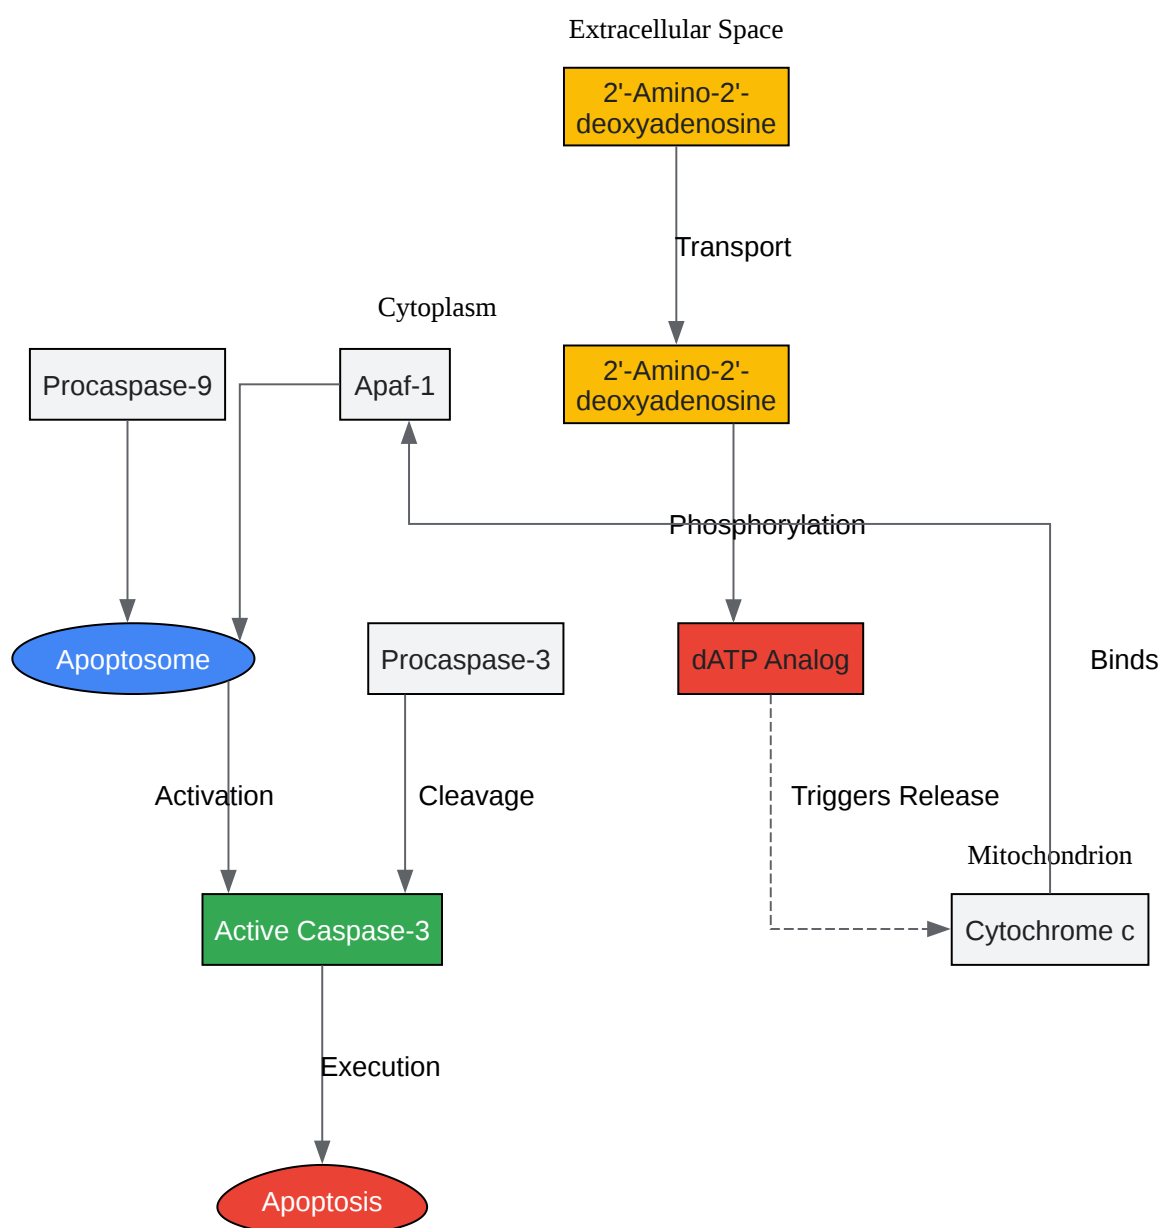 Extracellular Space
2'-Amino-2'-
deoxyadenosine
Transport
Cytoplasm
Procaspase-9
Apaf-1
2'-Amino-2'-
deoxyadenosine
Phosphorylation
Apoptosome
Procaspase-3
dATP Analog
Binds
Activation
Cleavage
Triggers Release
Mitochondrion
Active Caspase-3
Cytochrome c
Execution
Apoptosis